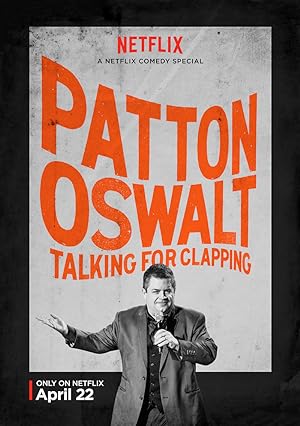 NETFLIX
A NETFLIX COMEDY SPECIAL
PATTON
OSWALT
TALKING FOR CLAPPING
ONLY ON NETFLIX
April 22